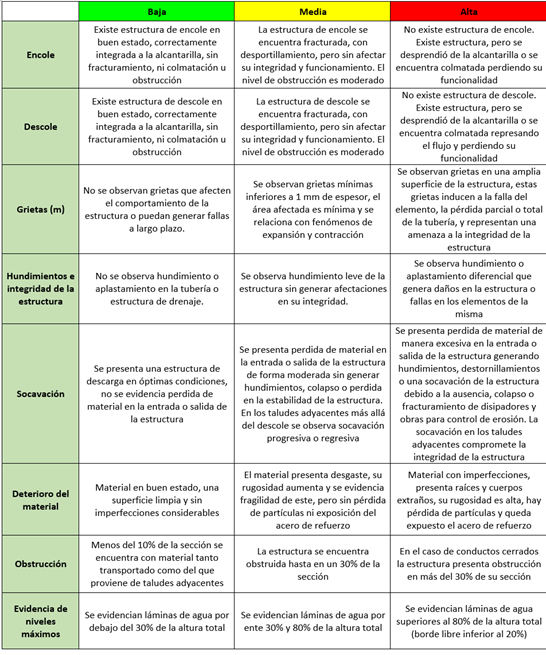 Baja
Media
Alta
Encole
Existe estructura de encole en
buen estado, correctamente
integrada a la alcantarilla, sin
fracturamiento, ni colmatación u
obstrucción
La estructura de encole se
encuentra fracturada, con
desportillamiento, pero sin afectar
su integridad y funcionamiento. El
nivel de obstrucción es moderado
No existe estructura de encole.
Existe estructura, pero se
desprendió de la alcantarilla o se
encuentra colmatada perdiendo su
funcionalidad
Descole
Existe estructura de descole en
buen estado, correctamente
integrada a la alcantarilla, sin
fracturamiento, ni colmatación u
obstrucción
La estructura de descole se
encuentra fracturada, con
desportillamiento, pero sin afectar
su integridad y funcionamiento. El
nivel de obstrucción es moderado
No existe estructura de descole.
Existe estructura, pero se
desprendió de la alcantarilla o se
encuentra colmatada represando
el flujo y perdiendo su
funcionalidad
Grietas (m)
No se observan grietas que afecten
el comportamiento de la
estructura o puedan generar fallas
a largo plazo.
Se observan grietas mínimas
inferiores a 1 mm de espesor, el
área afectada es mínima y se
relaciona con fenómenos de
expansión y contracción
Se observan grietas en una amplia
superficie de la estructura, estas
grietas inducen a la falla del
elemento, la pérdida parcial o total
de la tubería, y representan una
amenaza a la integridad de la
estructura
Hundimientos e
integridad de la
estructura
No se observa hundimiento o
aplastamiento en la tubería o
estructura de drenaje.
Se observa hundimiento leve de la
estructura sin generar afectaciones
en su integridad.
Se observa hundimiento o
aplastamiento diferencial que
genera daños en la estructura o
fallas en los elementos de la
misma
Socavación
Se presenta una estructura de
descarga en óptimas condiciones,
no se evidencia perdida de
material en la entrada o salida de
la estructura
Se presenta perdida de material en
la entrada o salida de la estructura
de forma moderada sin generar
hundimientos, colapso o perdida
en la estabilidad de la estructura.
En los taludes adyacentes más allá
del descole se observa socavación
progresiva o regresiva
Se presenta perdida de material de
manera excesiva en la entrada o
salida de la estructura generando
hundimientos, destornillamientos
o una socavación de la estructura
debido a la ausencia, colapso o
fracturamiento de disipadores y
obras para control de erosión. La
socavación en los taludes
adyacentes compromete la
integridad de la estructura
Deterioro del
material
Material en buen estado, una
superficie limpia y sin
imperfecciones considerables
El material presenta desgaste, su
rugosidad aumenta y se evidencia
fragilidad de este, pero sin pérdida
de partículas ni exposición del
acero de refuerzo
Material con imperfecciones,
presenta raíces y cuerpos
extraños, su rugosidad es alta, hay
pérdida de partículas y queda
expuesto el acero de refuerzo
Obstrucción
Menos del 10% de la sección se
encuentra con material tanto
transportado como del que
proviene de taludes adyacentes
La estructura se encuentra
obstruida hasta en un 30% de la
sección
En el caso de conductos cerrados
la estructura presenta obstrucción
en más del 30% de su sección
Evidencia de
niveles
máximos
Se evidencian láminas de agua por
debajo del 30% de la altura total
Se evidencian láminas de agua por
ente 30% y 80% de la altura total
Se evidencian láminas de agua
superiores al 80% de la altura total
(borde libre inferior al 20%)